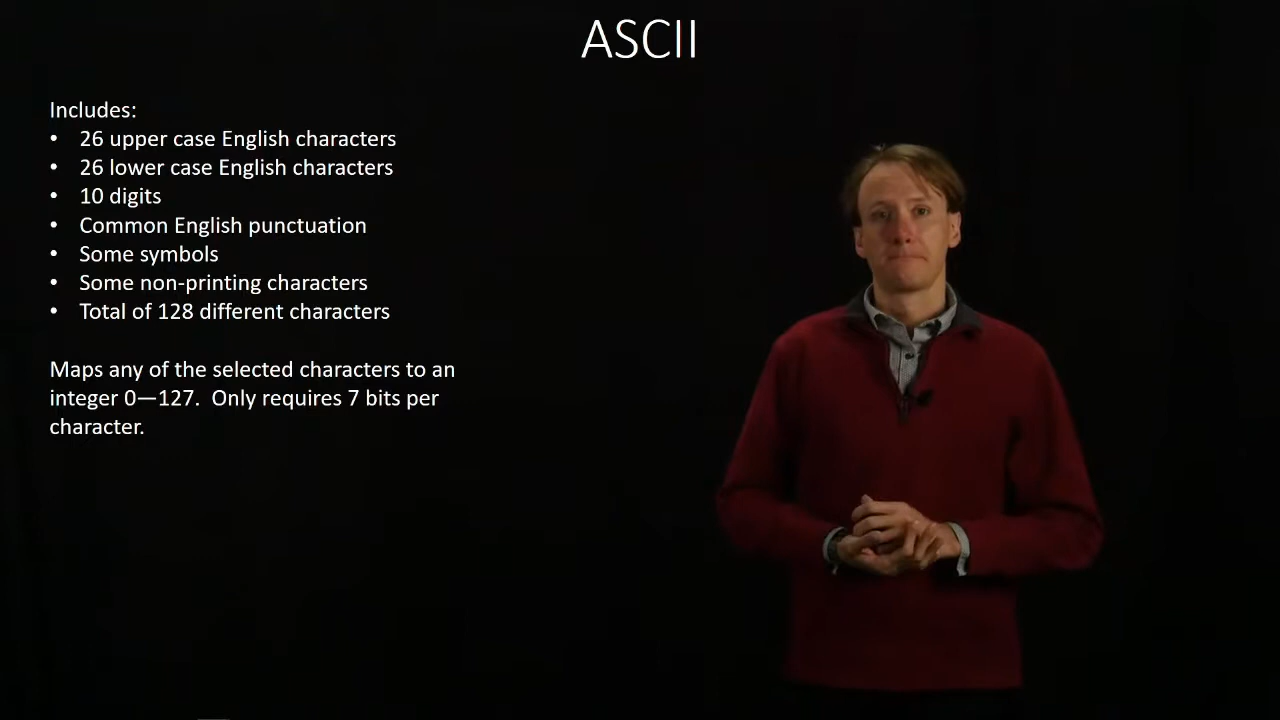 ASCII
Includes:
• 26 upper case English characters
• 26 lower case English characters
• 10 digits
• Common English punctuation
• Some symbols
• Some non-printing characters
• Total of 128 different characters
Maps any of the selected characters to an
integer 0—127.  Only requires 7 bits per
character.